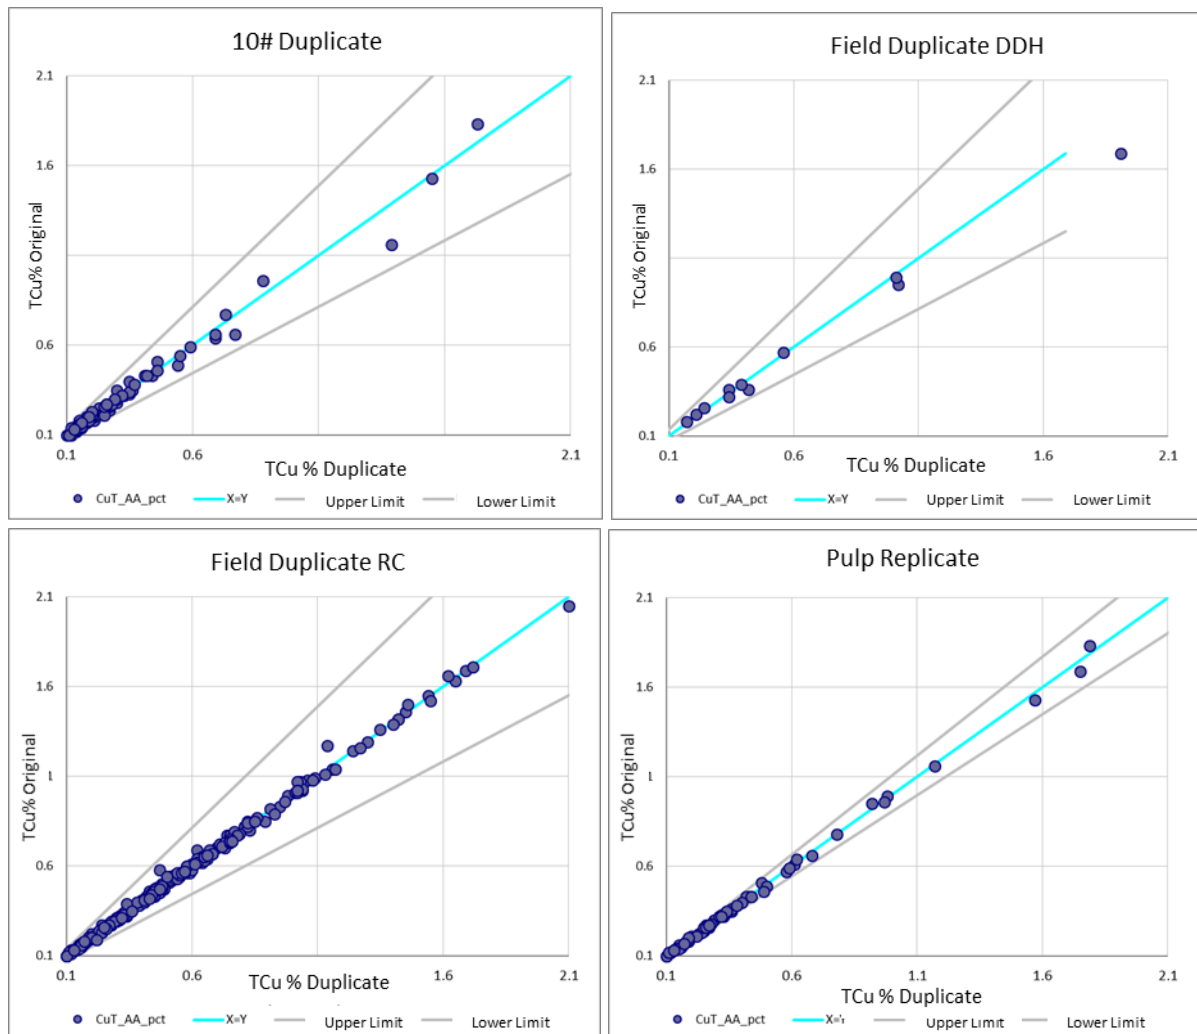 10# Duplicate
TCu% Original
2.1
1.6
0.6
0.1
0.1 0.6 2.1
TCu % Duplicate
CuT_AA_pct X=Y Upper Limit Lower Limit
Field Duplicate DDH
TCu% Original
2.1
1.6
0.6
0.1
0.1 0.6 1.6 2.1
TCu % Duplicate
CuT_AA_pct X=Y Upper Limit Lower Limit
Field Duplicate RC
TCu% Original
2.1
1.6
1
0.6
0.1
0.1 0.6 1.6 2.1
TCu % Duplicate
CuT_AA_pct X=Y Upper Limit Lower Limit
Pulp Replicate
TCu% Original
2.1
1.6
1
0.6
0.1
0.1 0.6 1.1 1.6 2.1
TCu % Duplicate
CuT_AA_pct Upper Limit Lower Limit